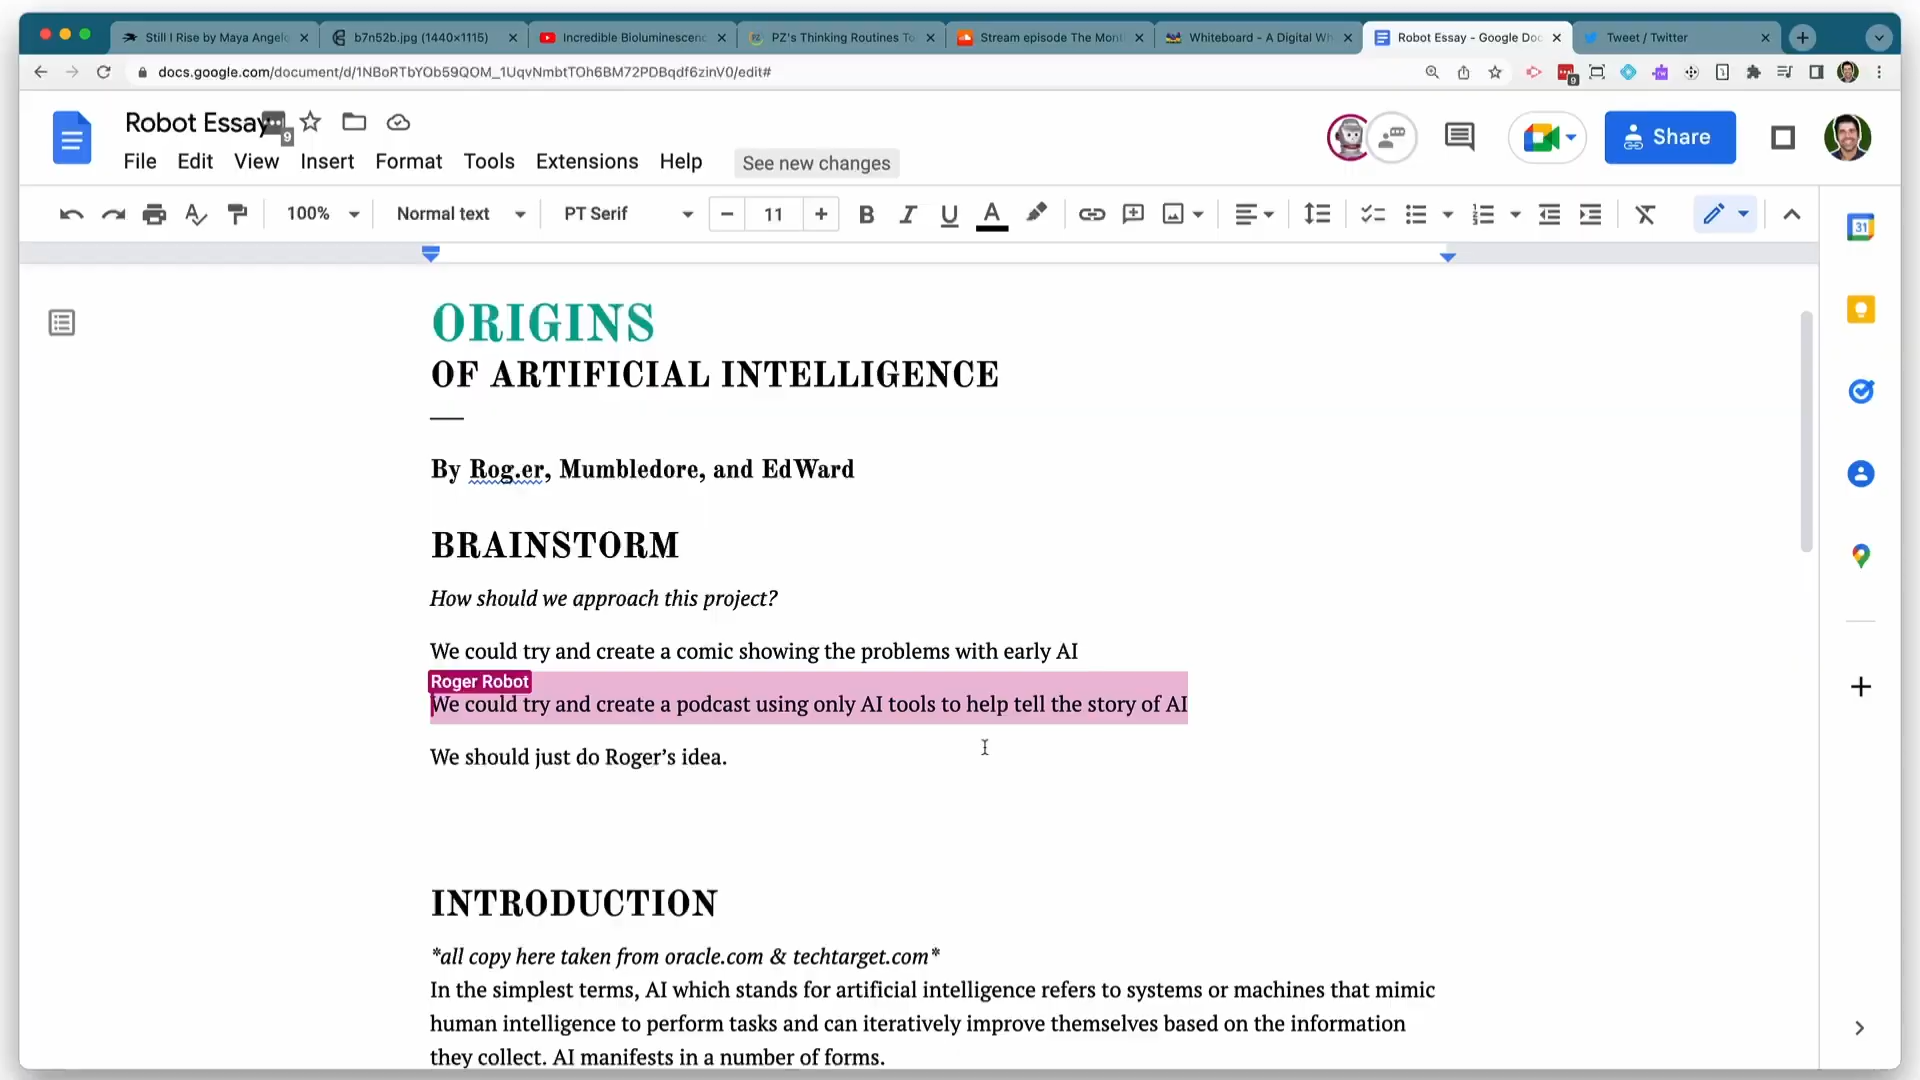 Still I Rise by Maya Angelo
b7n52b.jpg (1440×1115)
Incredible Bioluminescenc
PZ's Thinking Routines To
Stream episode The Mont
Whiteboard - A Digital Wh
Robot Essay - Google Doc
Tweet / Twitter
docs.google.com/document/d/1NBoRTbYOb59QOM_1UqvNmbtTOh6BM72PDBqdf6zinV0/edit#
9
Robot Essay
9
Share
File Edit View Insert Format Tools Extensions Help See new changes
100% Normal text PT Serif 11 B I U A
31
ORIGINS
OF ARTIFICIAL INTELLIGENCE
By Rog.er, Mumbledore, and EdWard
BRAINSTORM
How should we approach this project?
We could try and create a comic showing the problems with early AI
Roger Robot
We could try and create a podcast using only AI tools to help tell the story of AI
We should just do Roger’s idea.
INTRODUCTION
*all copy here taken from oracle.com & techtarget.com*
In the simplest terms, AI which stands for artificial intelligence refers to systems or machines that mimic
human intelligence to perform tasks and can iteratively improve themselves based on the information
they collect. AI manifests in a number of forms.